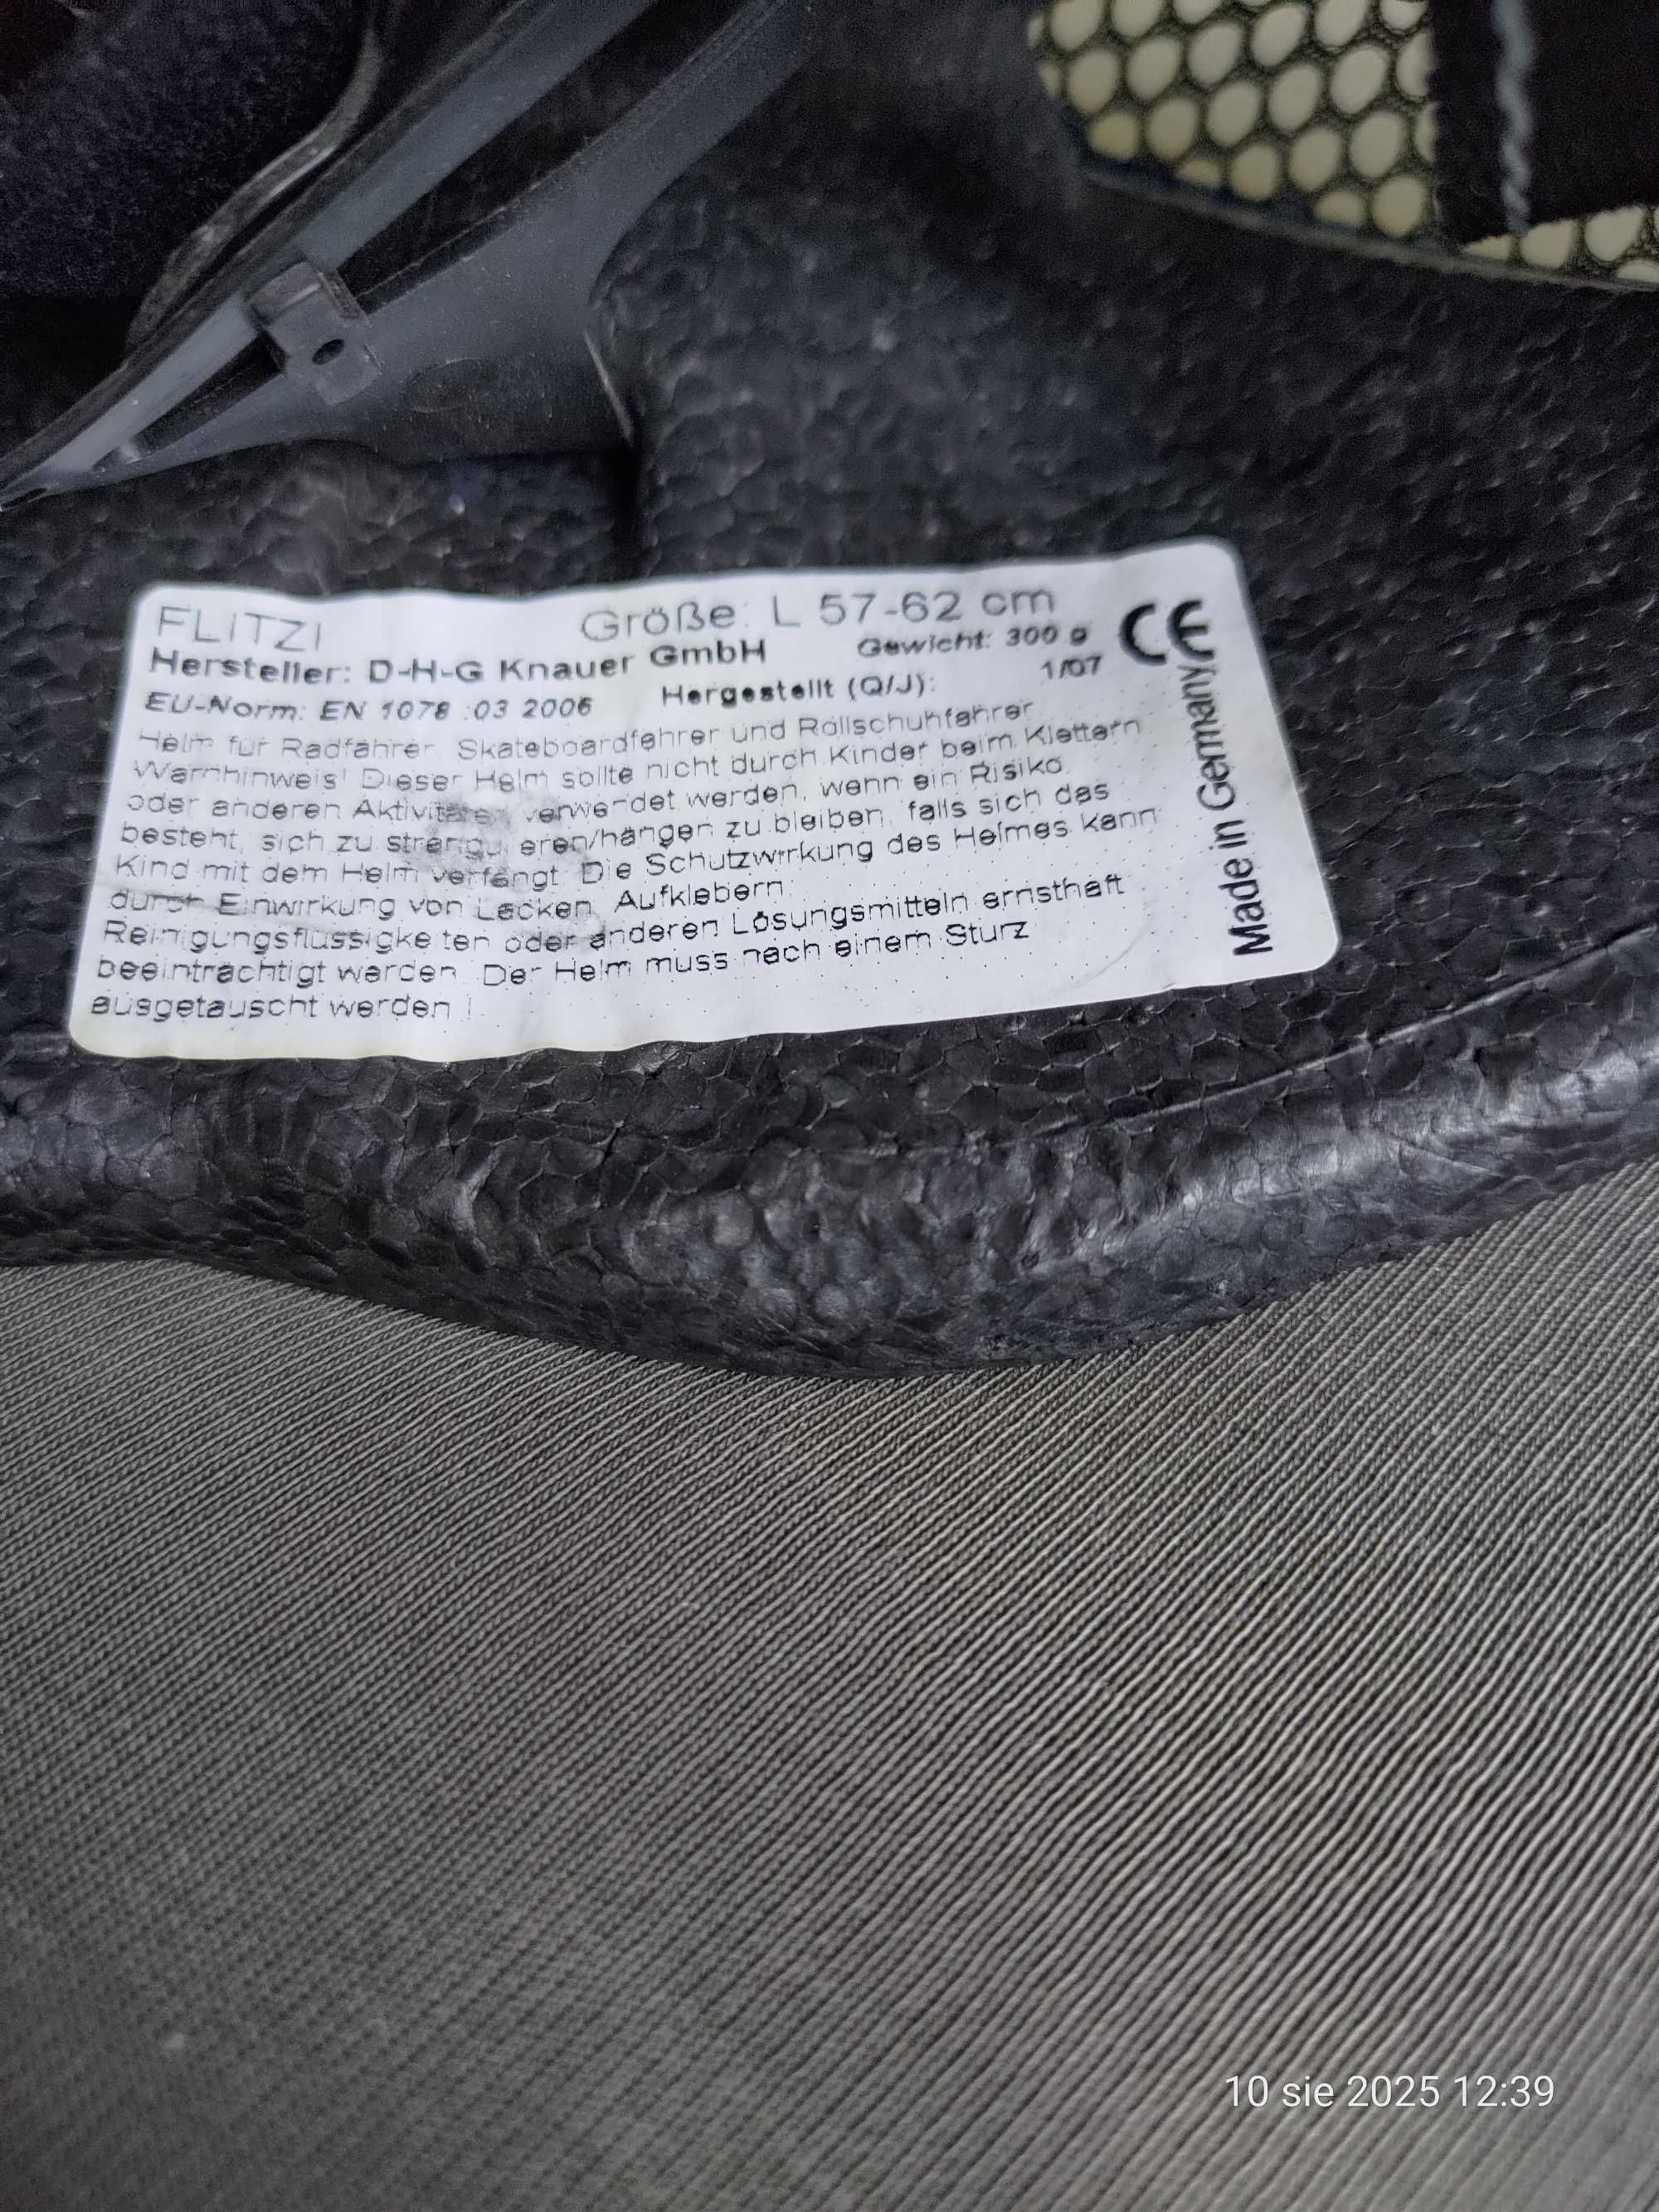 FLITZI Größe: L 57-62 cm
Hersteller: D-H-G Knauer GmbH Gewicht: 300 g
EU-Norm: EN 1078 :03 2006 Hergestellt (Q/J): 1/07
Helm für Radfahrer, Skateboardfahrer und Rollschuhfahrer
Warnhinweis! Dieser Helm sollte nicht durch Kinder beim Klettern
oder anderen Aktivitäten verwendet werden, wenn ein Risiko
besteht, sich zu strangulieren/hängen zu bleiben, falls sich das
Kind mit dem Helm verfängt. Die Schutzwirkung des Helmes kann
durch Einwirkung von Lacken, Aufklebern,
Reinigungsflüssigkeiten oder anderen Lösungsmitteln ernsthaft
beeinträchtigt werden. Der Helm muss nach einem Sturz
ausgetauscht werden !
CE
Made in Germany
10 sie 2025 12:39